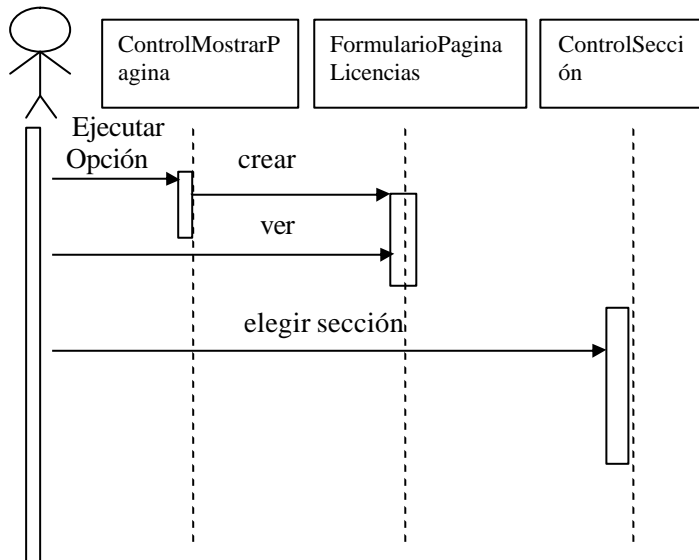 ControlMostrarP
agina
FormularioPagina
Licencias
ControlSecci
ón
Ejecutar
Opción
crear
ver
elegir sección